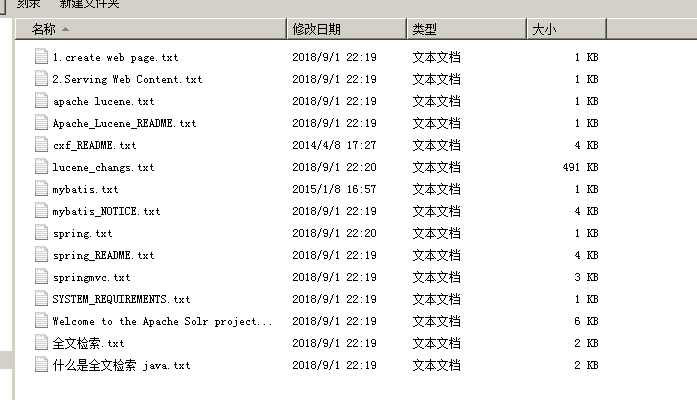 刻录 新建文件夹
名称 修改日期 类型 大小
1.create web page.txt 2018/9/1 22:19 文本文档 1 KB
2.Serving Web Content.txt 2018/9/1 22:19 文本文档 1 KB
apache lucene.txt 2018/9/1 22:19 文本文档 1 KB
Apache_Lucene_README.txt 2018/9/1 22:19 文本文档 1 KB
cxf_README.txt 2014/4/8 17:27 文本文档 4 KB
lucene_changs.txt 2018/9/1 22:20 文本文档 491 KB
mybatis.txt 2015/1/8 16:57 文本文档 1 KB
mybatis_NOTICE.txt 2018/9/1 22:19 文本文档 4 KB
spring.txt 2018/9/1 22:20 文本文档 1 KB
spring_README.txt 2018/9/1 22:19 文本文档 4 KB
springmvc.txt 2018/9/1 22:19 文本文档 3 KB
SYSTEM_REQUIREMENTS.txt 2018/9/1 22:19 文本文档 1 KB
Welcome to the Apache Solr project... 2018/9/1 22:19 文本文档 6 KB
全文检索.txt 2018/9/1 22:19 文本文档 2 KB
什么是全文检索 java.txt 2018/9/1 22:19 文本文档 2 KB